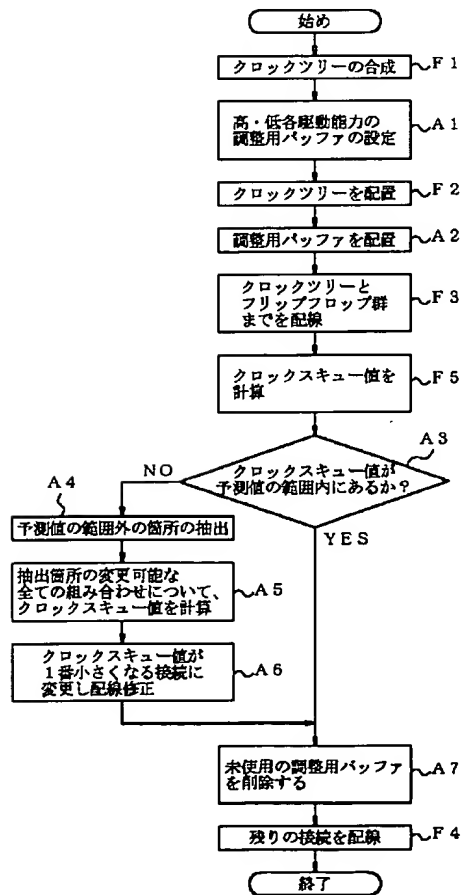 始め
クロックツリーの合成
F1
高・低各駆動能力の
調整用バッファの設定
A1
クロックツリーを配置
F2
調整用バッファを配置
A2
クロックツリーと
フリップフロップ群
までを配線
F3
クロックスキュー値を
計算
F5
A3
クロックスキュー値が
予測値の範囲内にあるか?
NO
YES
A4
予測値の範囲外の箇所の抽出
抽出箇所の変更可能な
全ての組み合わせについて、
クロックスキュー値を計算
A5
クロックスキュー値が
1番小さくなる接続に
変更し配線修正
A6
未使用の調整用バッファ
を削除する
A7
残りの接続を配線
F4
終了